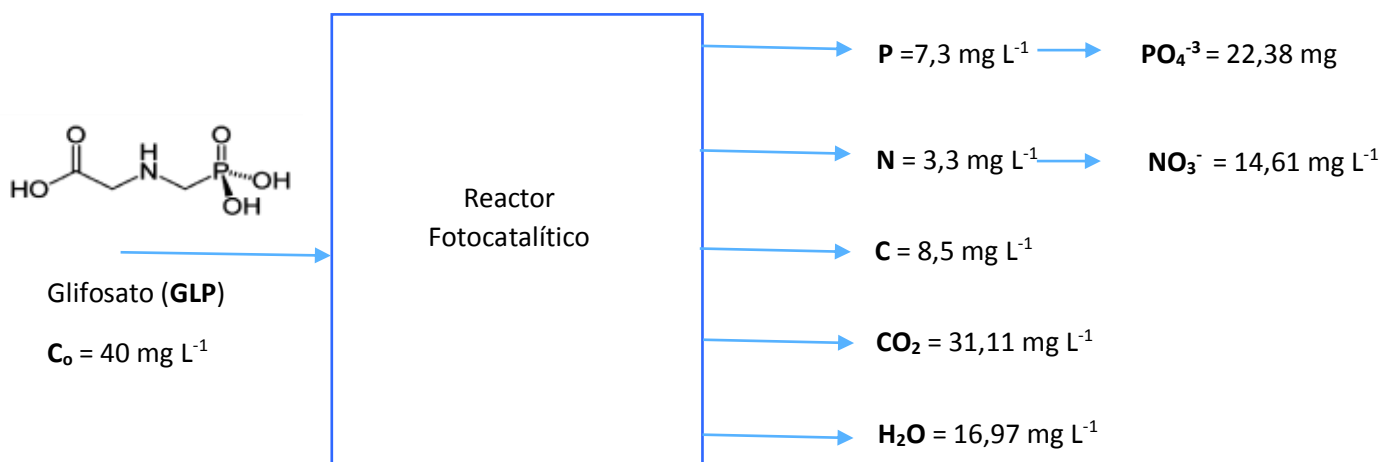 P =7,3 mg L⁻¹
PO₄⁻³ = 22,38 mg
O
HO
H
N
O
P
OH
OH
N = 3,3 mg L⁻¹
NO₃⁻ = 14,61 mg L⁻¹
Reactor
Fotocatalítico
C = 8,5 mg L⁻¹
Glifosato (GLP)
Cₒ = 40 mg L⁻¹
CO₂ = 31,11 mg L⁻¹
H₂O = 16,97 mg L⁻¹